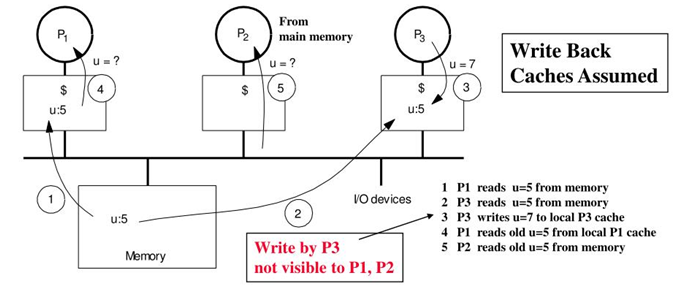 From
main memory
P1
P2
P3
u = ?
u = ?
u = 7
$
4
$
5
$
3
u:5
u:5
Write Back
Caches Assumed
1
u:5
2
I/O devices
Memory
Write by P3
not visible to P1, P2
1 P1 reads u=5 from memory
2 P3 reads u=5 from memory
3 P3 writes u=7 to local P3 cache
4 P1 reads old u=5 from local P1 cache
5 P2 reads old u=5 from memory